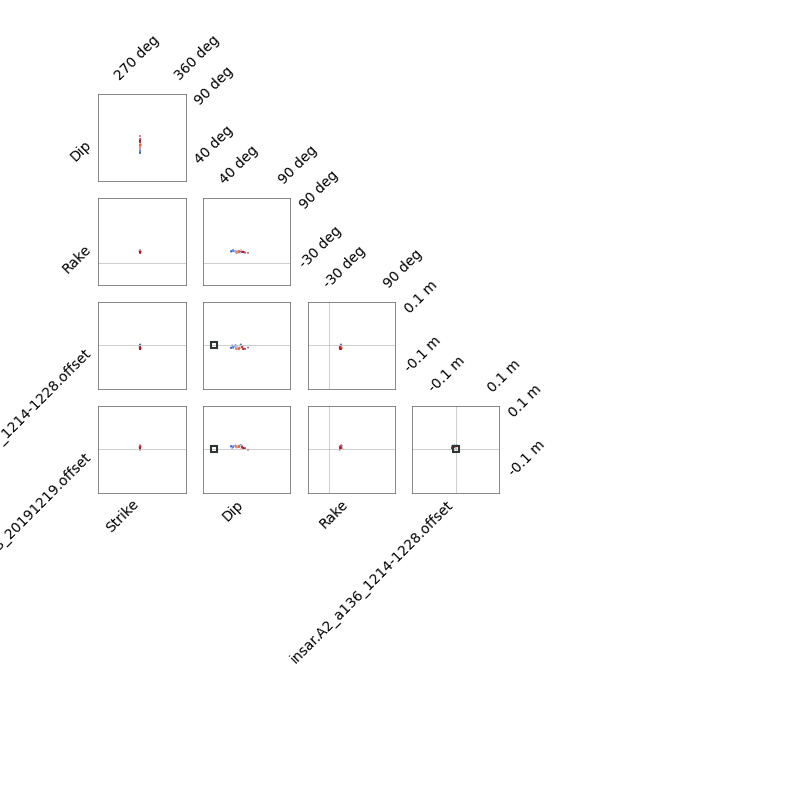 270 deg
360 deg
90 deg
Dip
40 deg
40 deg
90 deg
90 deg
Rake
-30 deg
-30 deg
90 deg
0.1 m
_1214-1228.offset
-0.1 m
-0.1 m
0.1 m
0.1 m
_20191219.offset
-0.1 m
Strike
Dip
Rake
insar.A2_a136_1214-1228.offset